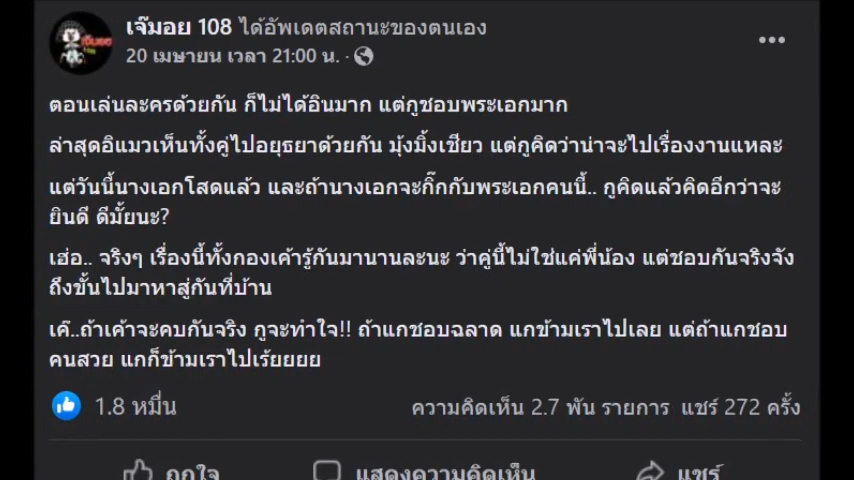 เจ๊มอย 108 ได้อัพเดตสถานะของตนเอง
20 เมษายน เวลา 21:00 น. ·
ตอนเล่นละครด้วยกัน ก็ไม่ได้อินมาก แต่กูชอบพระเอกมาก
ล่าสุดอิแมวเห็นทั้งคู่ไปอยุธยาด้วยกัน มุ้งมิ้งเชียว แต่กูคิดว่าน่าจะไปเรื่องงานแหละ
แต่วันนี้นางเอกโสดแล้ว และถ้านางเอกจะกิ๊กกับพระเอกคนนี้.. กูคิดแล้วคิดอีกว่าจะ
ยินดี ดีมั้ยนะ?
เฮ่อ.. จริงๆ เรื่องนี้ทั้งกองเค้ารู้กันมานานละนะ ว่าคู่นี้ไม่ใช่แค่พี่น้อง แต่ชอบกันจริงจัง
ถึงขั้นไปมาหาสู่กันที่บ้าน
เค๊..ถ้าเค้าจะคบกันจริง กูจะทำใจ!! ถ้าแกชอบฉลาด แกข้ามเราไปเลย แต่ถ้าแกชอบ
คนสวย แกก็ข้ามเราไปเร้ยยยย
1.8 หมื่น
ความคิดเห็น 2.7 พัน รายการ แชร์ 272 ครั้ง
ถูกใจ แสดงความคิดเห็น แชร์